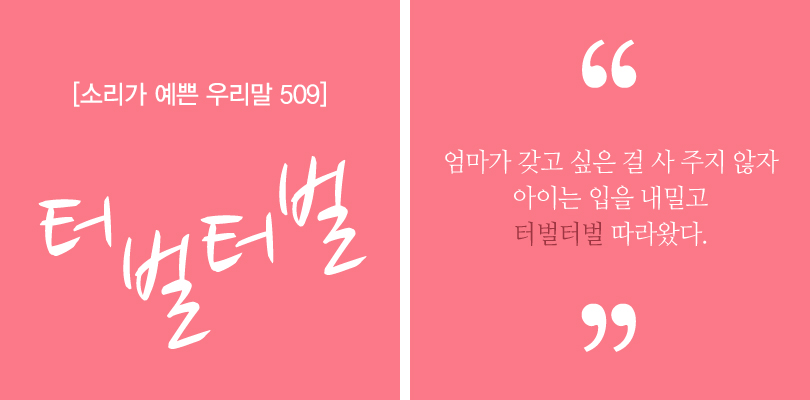 [소리가 예쁜 우리말 509]
터벌터벌
“
엄마가 갖고 싶은 걸 사 주지 않자
아이는 입을 내밀고
터벌터벌 따라왔다.
”